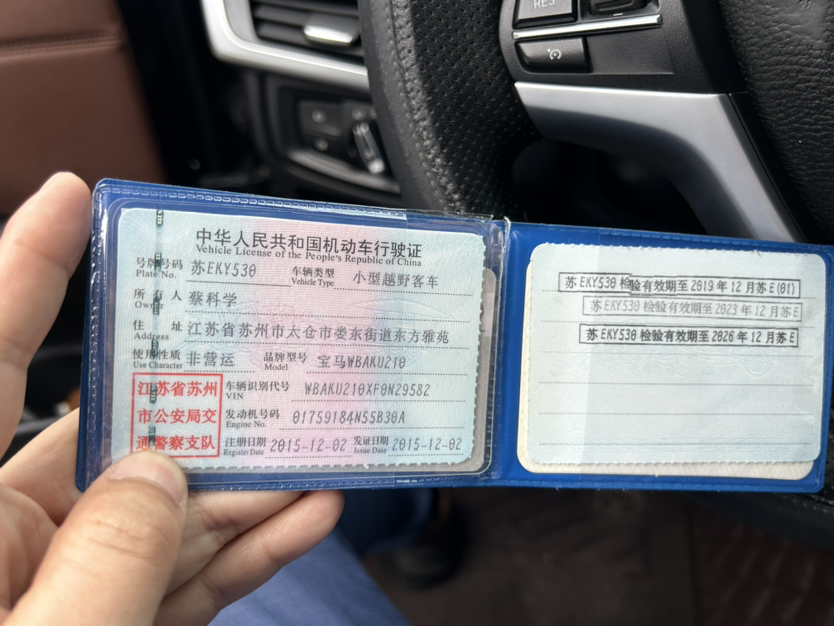 RES
中华人民共和国机动车行驶证
Vehicle License of the People's Republic of China
号牌号码 苏EKY530 车辆类型 小型越野客车
Plate No. Vehicle Type
所有人 蔡科学
Owner
住址 江苏省苏州市太仓市娄东街道东方雅苑
Address
使用性质 非营运 品牌型号 宝马WBAKU210
Use Character Model
江苏省苏州
市公安局交
通警察支队
车辆识别代号 WBAKU210XF0N29582
VIN
发动机号码 01759184N55B30A
Engine No.
注册日期 2015-12-02 发证日期 2015-12-02
Register Date Issue Date
苏EKY530 检验有效期至2019年12月苏E(01)
苏EKY530 检验有效期至2023年12月苏E
苏EKY530 检验有效期至2026年12月苏E